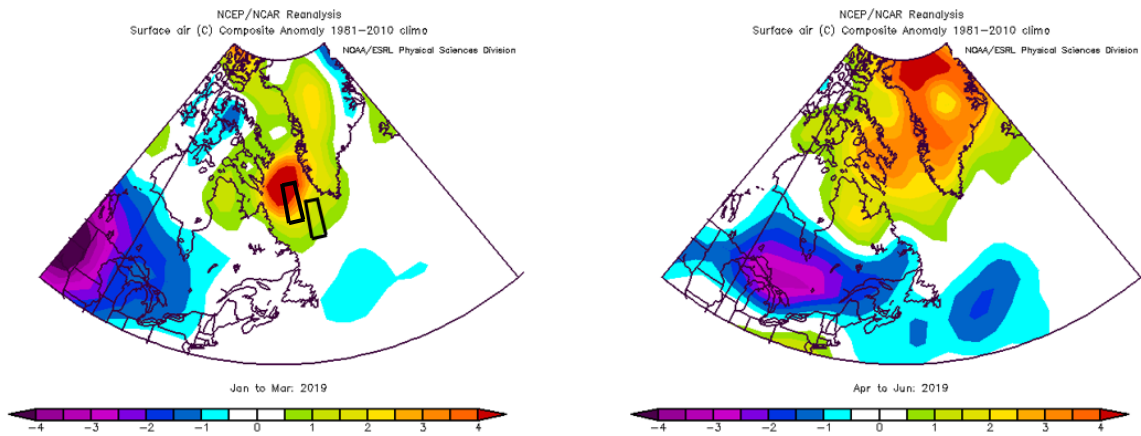 NCEP/NCAR Reanalysis
Surface air (C) Composite Anomaly 1981-2010 climo
NOAA/ESRL Physical Sciences Division
Jan to Mar: 2019
-4 -3 -2 -1 0 1 2 3 4
NCEP/NCAR Reanalysis
Surface air (C) Composite Anomaly 1981-2010 climo
NOAA/ESRL Physical Sciences Division
Apr to Jun: 2019
-4 -3 -2 -1 0 1 2 3 4